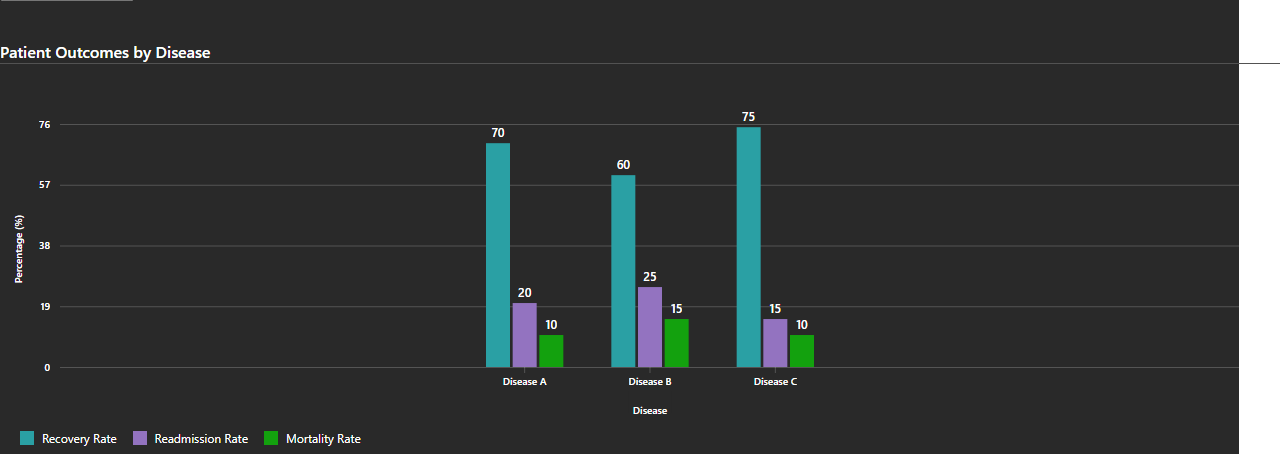 Patient Outcomes by Disease
76
57
38
19
0
Percentage (%)
70
20
10
60
25
15
75
15
10
Disease A Disease B Disease C
Disease
Recovery Rate Readmission Rate Mortality Rate